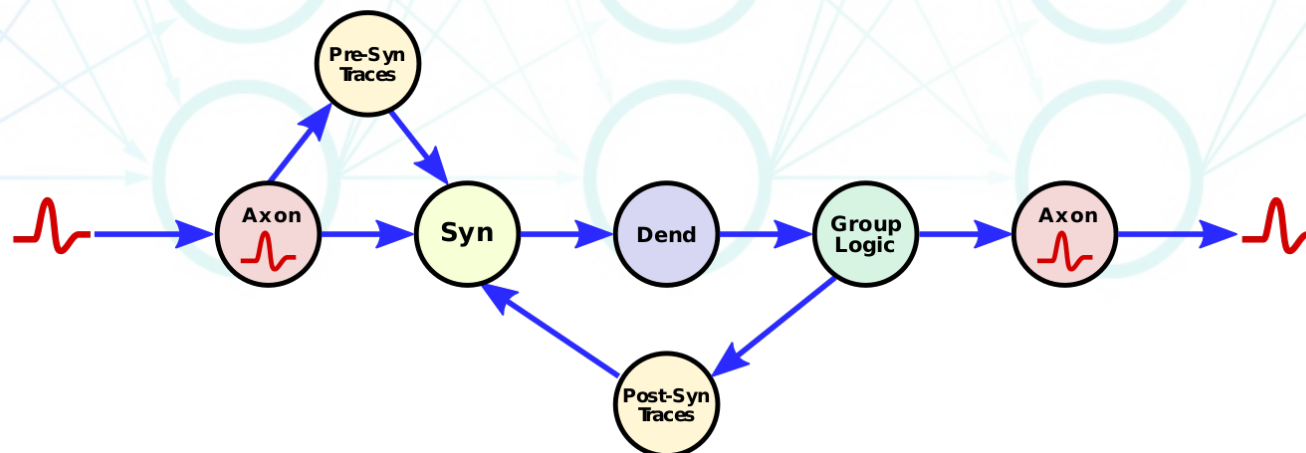 Pre-Syn
Traces
Axon
Syn
Dend
Group
Logic
Axon
Post-Syn
Traces